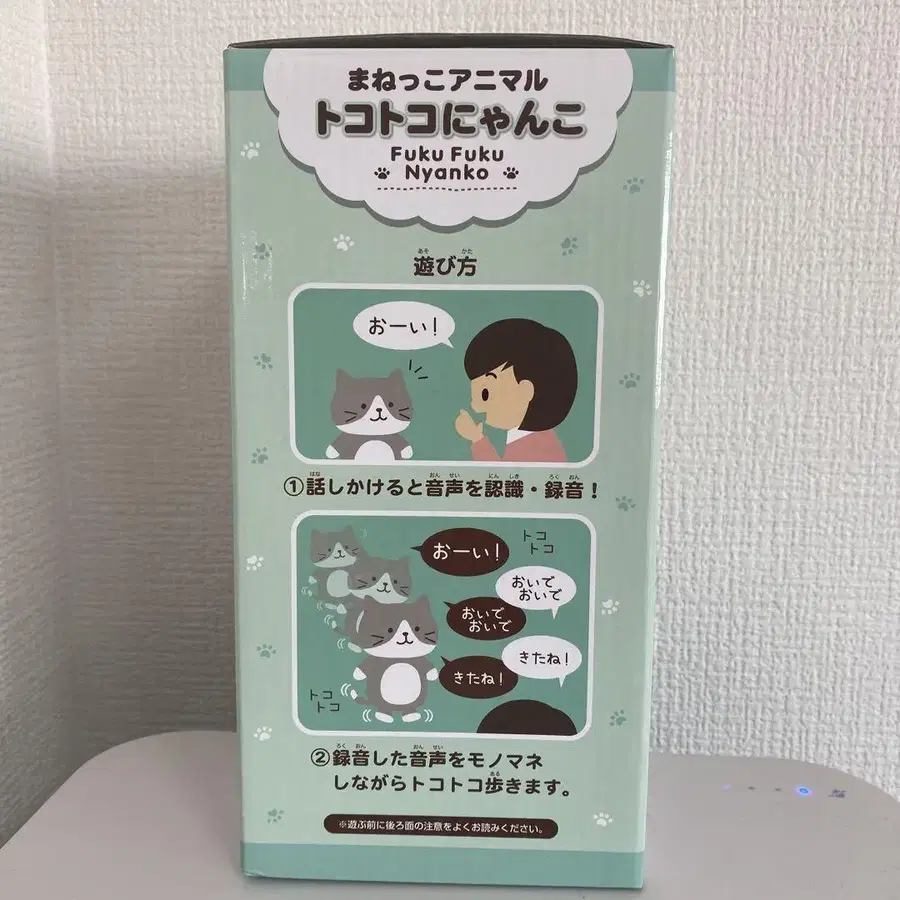 まねっこアニマル
トコトコにゃんこ
Fuku Fuku
Nyanko
遊び方
おーい!
①話しかけると音声を認識・録音!
おーい!
トコ
トコ
おいで
おいで
おいで
おいで
きたね!
きたね!
トコ
トコ
②録音した音声をモノマネ
しながらトコトコ歩きます。
※遊ぶ前に後ろ面の注意をよくお読みください。